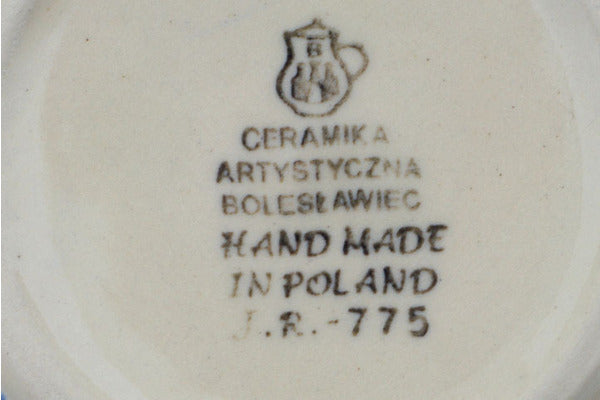 B
CERAMIKA
ARTYSTYCZNA
BOLESŁAWIEC
HAND MADE
IN POLAND
J.R.-775